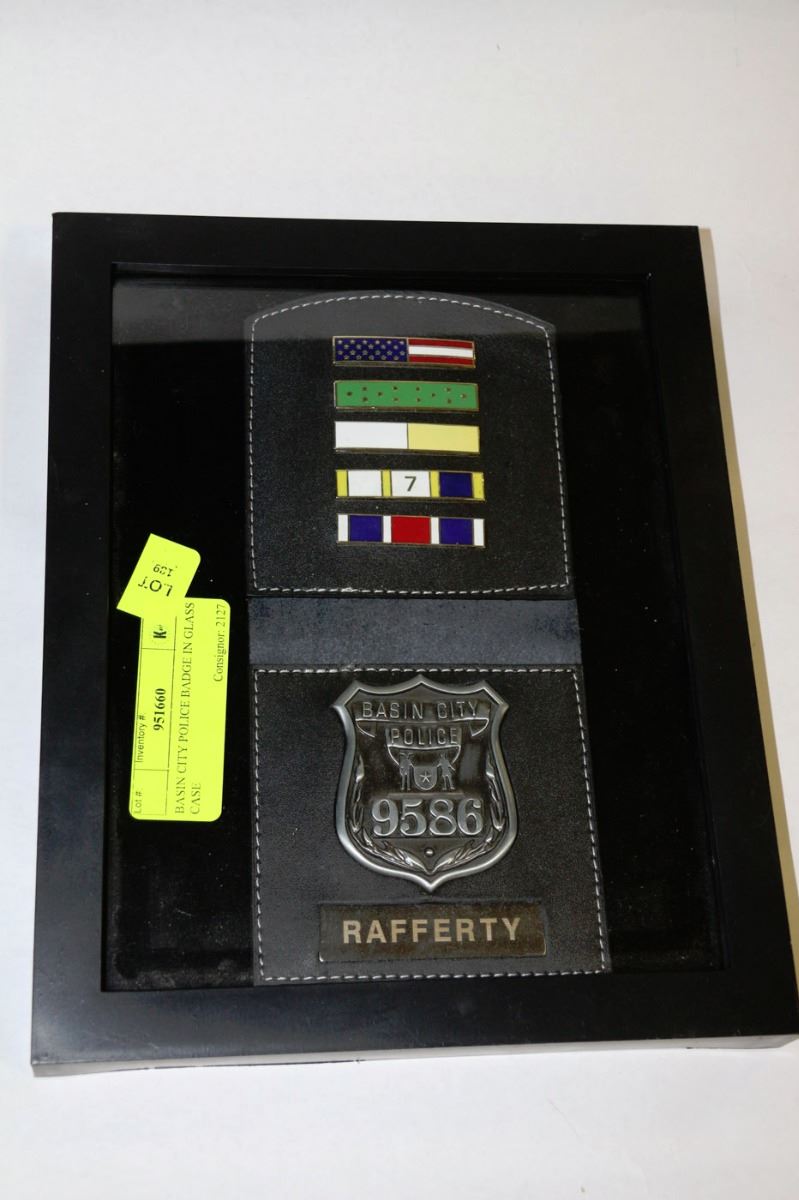 7
BASIN CITY
POLICE
9586
RAFFERTY
LOT
Lot #:
Inventory #:
951660
BASIN CITY POLICE BADGE IN GLASS
CASE
Consignor: 2127